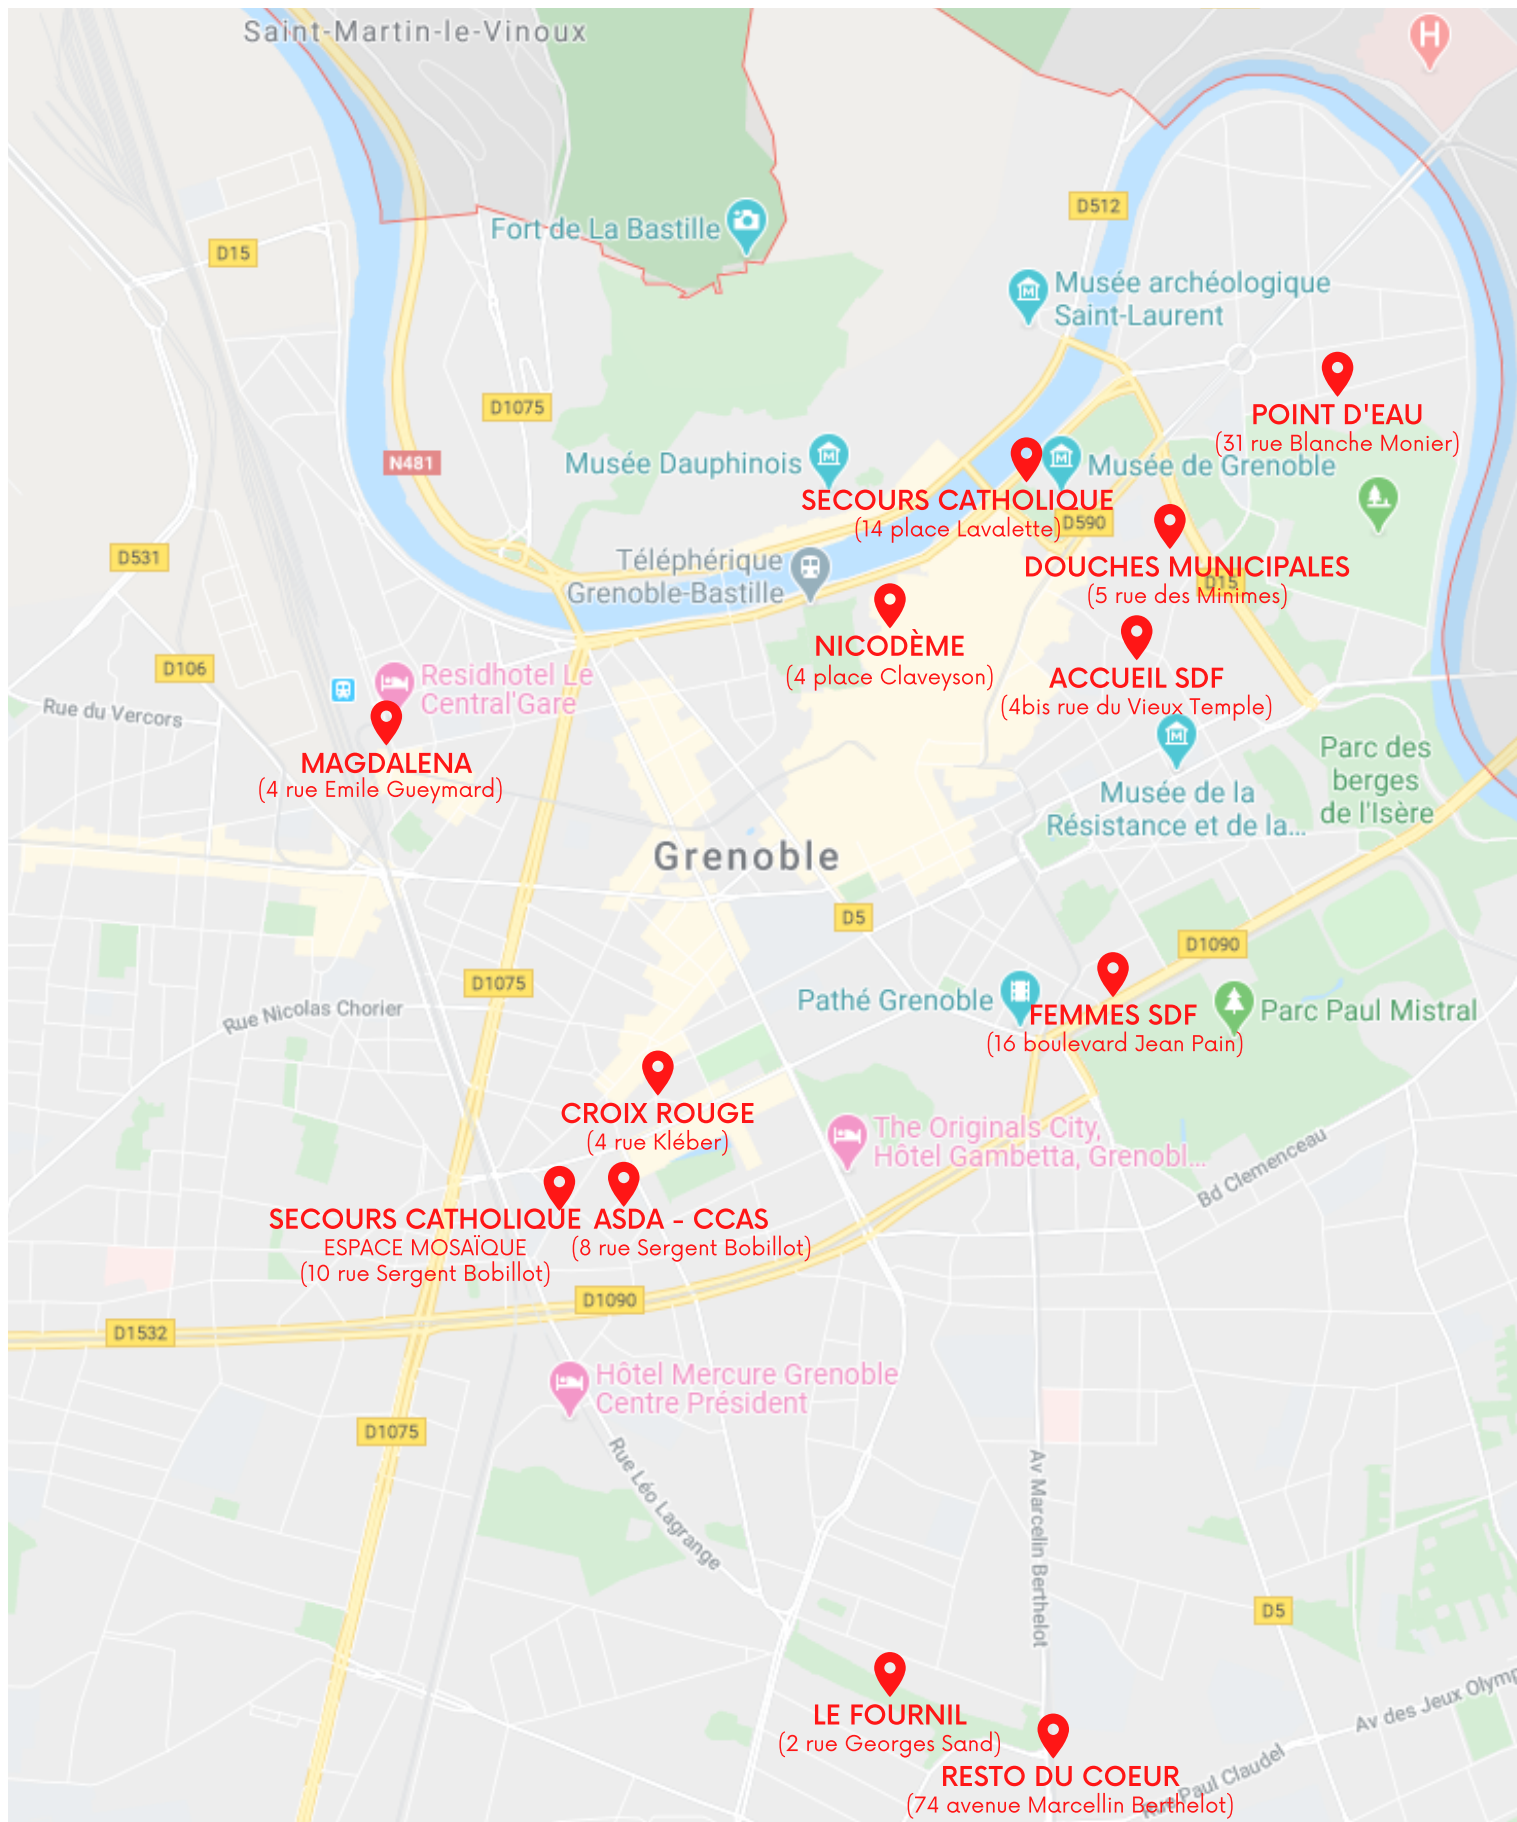 Saint-Martin-le-Vinoux
H
D512
Fort de La Bastille
D15
Musée archéologique
Saint-Laurent
D1075
POINT D'EAU
(31 rue Blanche Monier)
N481
Musée Dauphinois
Musée de Grenoble
SECOURS CATHOLIQUE
(14 place Lavalette)
D590
D531
Téléphérique
Grenoble-Bastille
DOUCHES MUNICIPALES
D15
(5 rue des Minimes)
NICODÈME
(4 place Claveyson)
D106
Residhotel Le
Central'Gare
ACCUEIL SDF
(4bis rue du Vieux Temple)
Rue du Vercors
MAGDALENA
(4 rue Emile Gueymard)
Parc des
berges
de l'Isère
Musée de la
Résistance et de la...
Grenoble
D5
D1090
D1075
Pathé Grenoble
FEMMES SDF
(16 boulevard Jean Pain)
Parc Paul Mistral
Rue Nicolas Chorier
CROIX ROUGE
(4 rue Kléber)
The Originals City,
Hôtel Gambetta, Grenobl...
Bd Clemenceau
SECOURS CATHOLIQUE
ESPACE MOSAÏQUE
(10 rue Sergent Bobillot)
ASDA - CCAS
(8 rue Sergent Bobillot)
D1090
D1532
Hôtel Mercure Grenoble
Centre Président
D1075
Rue Léo Lagrange
Av Marcelin Berthelot
D5
LE FOURNIL
(2 rue Georges Sand)
Av des Jeux Olymp
RESTO DU COEUR
(74 avenue Marcellin Berthelot)
Rue Paul Claudel